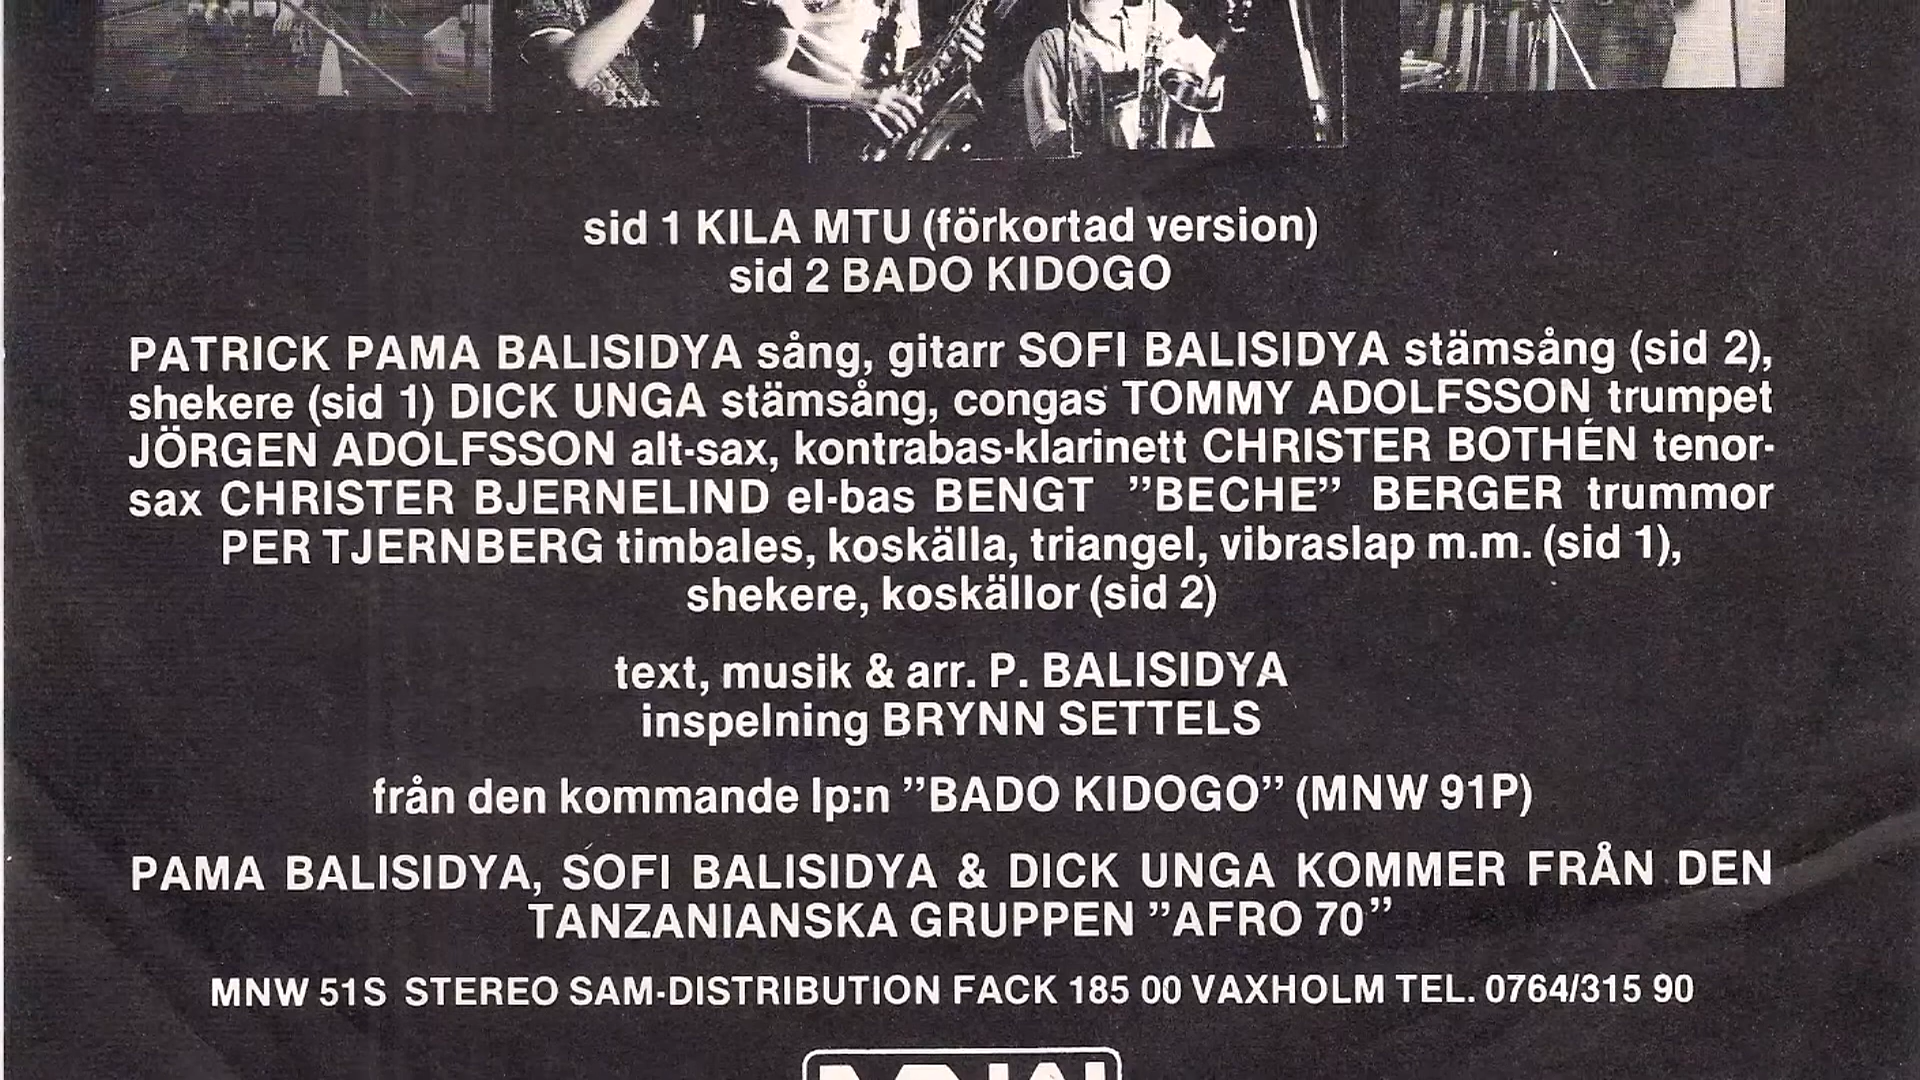 sid 1 KILA MTU (förkortad version)
sid 2 BADO KIDOGO
PATRICK PAMA BALISIDYA sång, gitarr SOFI BALISIDYA stämsång (sid 2),
shekere (sid 1) DICK UNGA stämsång, congas TOMMY ADOLFSSON trumpet
JÖRGEN ADOLFSSON alt-sax, kontrabas-klarinett CHRISTER BOTHÉN tenor-
sax CHRISTER BJERNELIND el-bas BENGT ”BECHE” BERGER trummor
PER TJERNBERG timbales, koskälla, triangel, vibraslap m.m. (sid 1),
shekere, koskällor (sid 2)
text, musik & arr. P. BALISIDYA
inspelning BRYNN SETTELS
från den kommande lp:n ”BADO KIDOGO” (MNW 91P)
PAMA BALISIDYA, SOFI BALISIDYA & DICK UNGA KOMMER FRÅN DEN
TANZANIANSKA GRUPPEN ”AFRO 70”
MNW 51S STEREO SAM-DISTRIBUTION FACK 185 00 VAXHOLM TEL. 0764/315 90